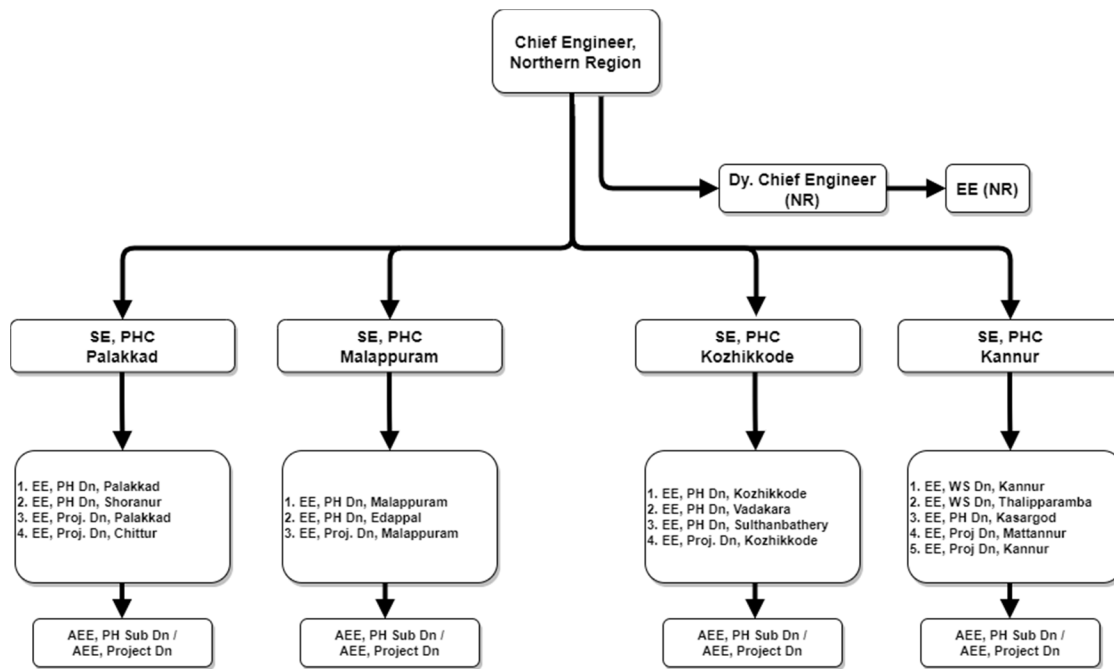 Chief Engineer,
Northern Region
Dy. Chief Engineer
(NR)
EE (NR)
SE, PHC
Palakkad
SE, PHC
Malappuram
SE, PHC
Kozhikkode
SE, PHC
Kannur
1. EE, PH Dn, Palakkad
2. EE, PH Dn, Shoranur
3. EE, Proj. Dn, Palakkad
4. EE, Proj. Dn, Chittur
1. EE, PH Dn, Malappuram
2. EE, PH Dn, Edappal
3. EE, Proj. Dn, Malappuram
1. EE, PH Dn, Kozhikkode
2. EE, PH Dn, Vadakara
3. EE, PH Dn, Sulthanbathery
4. EE, Proj. Dn, Kozhikkode
1. EE, WS Dn, Kannur
2. EE, WS Dn, Thalipparamba
3. EE, PH Dn, Kasargod
4. EE, Proj Dn, Mattannur
5. EE, Proj Dn, Kannur
AEE, PH Sub Dn /
AEE, Project Dn
AEE, PH Sub Dn /
AEE, Project Dn
AEE, PH Sub Dn /
AEE, Project Dn
AEE, PH Sub Dn /
AEE, Project Dn